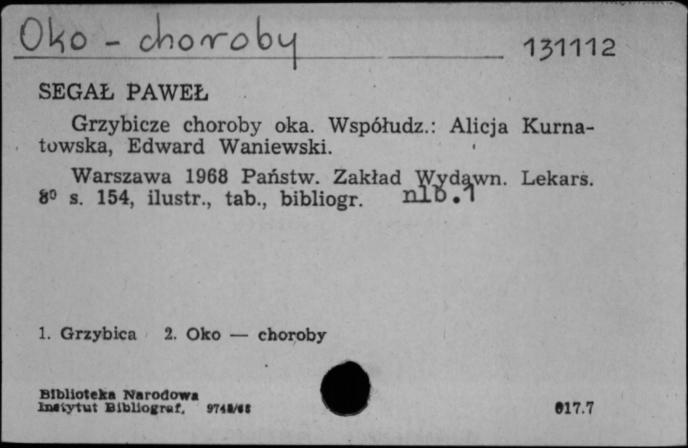 Oko - choroby
131112
SEGAŁ PAWEŁ
Grzybicze choroby oka. Współudz.: Alicja Kurna-
towska, Edward Waniewski.
Warszawa 1968 Państw. Zakład Wydawn. Lekars.
8⁰ s. 154, ilustr., tab., bibliogr. nlb.1
1. Grzybica 2. Oko — choroby
Biblioteka Narodowa
Instytut Bibliograf.
617.7